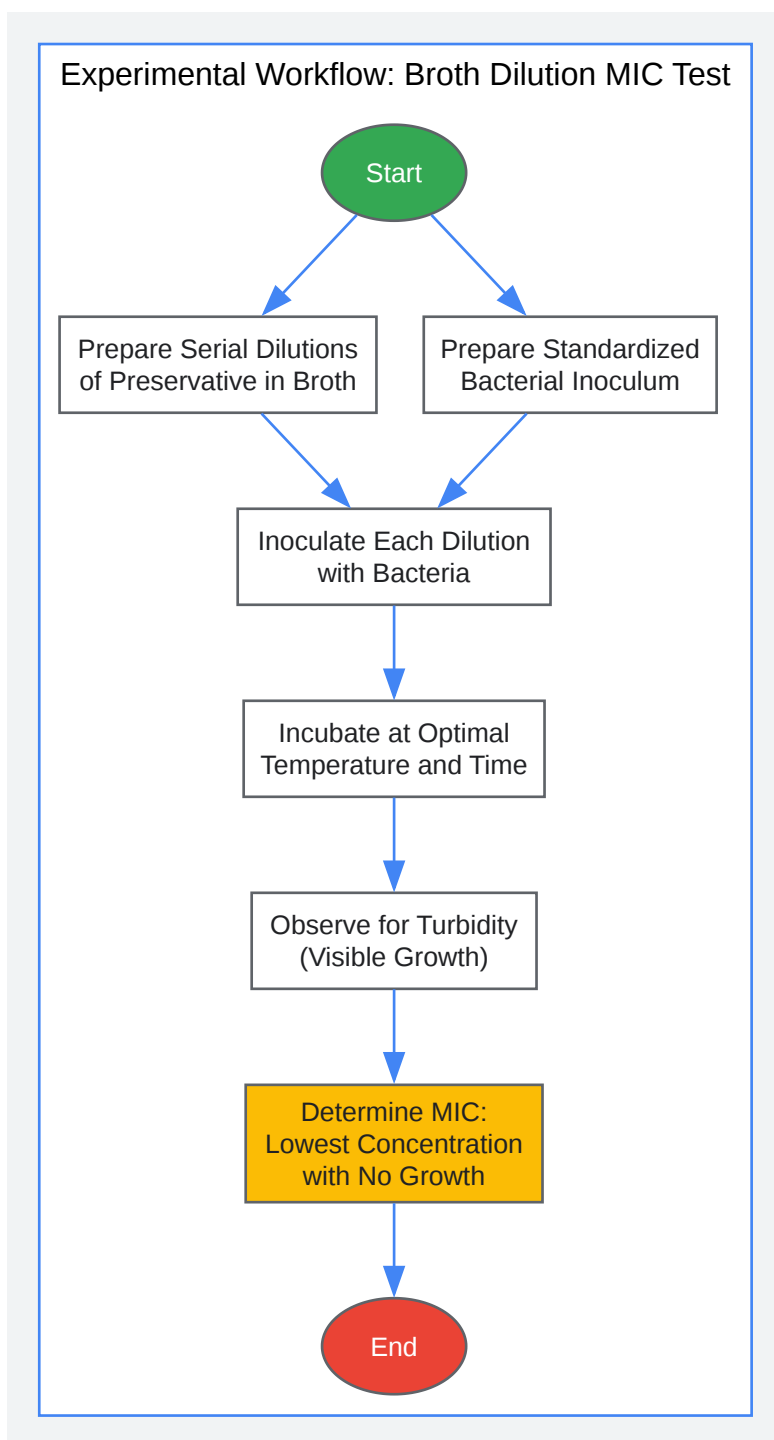 Experimental Workflow: Broth Dilution MIC Test
Start
Prepare Serial Dilutions
of Preservative in Broth
Prepare Standardized
Bacterial Inoculum
Inoculate Each Dilution
with Bacteria
Incubate at Optimal
Temperature and Time
Observe for Turbidity
(Visible Growth)
Determine MIC:
Lowest Concentration
with No Growth
End